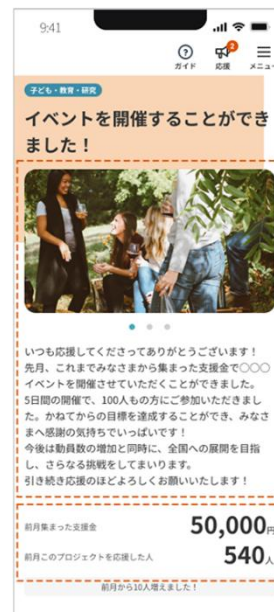 9:41
ガイド
応援
2
メニュー
子ども・教育・研究
イベントを開催することができ
ました！
いつも応援してくださってありがとうございます！
先月、これまでみなさまから集まった支援金で〇〇〇
イベントを開催させていただくことができました。
5日間の開催で、100人もの方にご参加いただきまし
た。かねてからの目標を達成することができ、みなさ
まへ感謝の気持ちでいっぱいです！
今後は動員数の増加と同時に、全国への展開を目指
し、さらなる挑戦をしてまいります。
引き続き応援のほどよろしくお願いいたします！
前月集まった支援金
50,000円
前月このプロジェクトを応援した人
540人
前月から10人増えました！